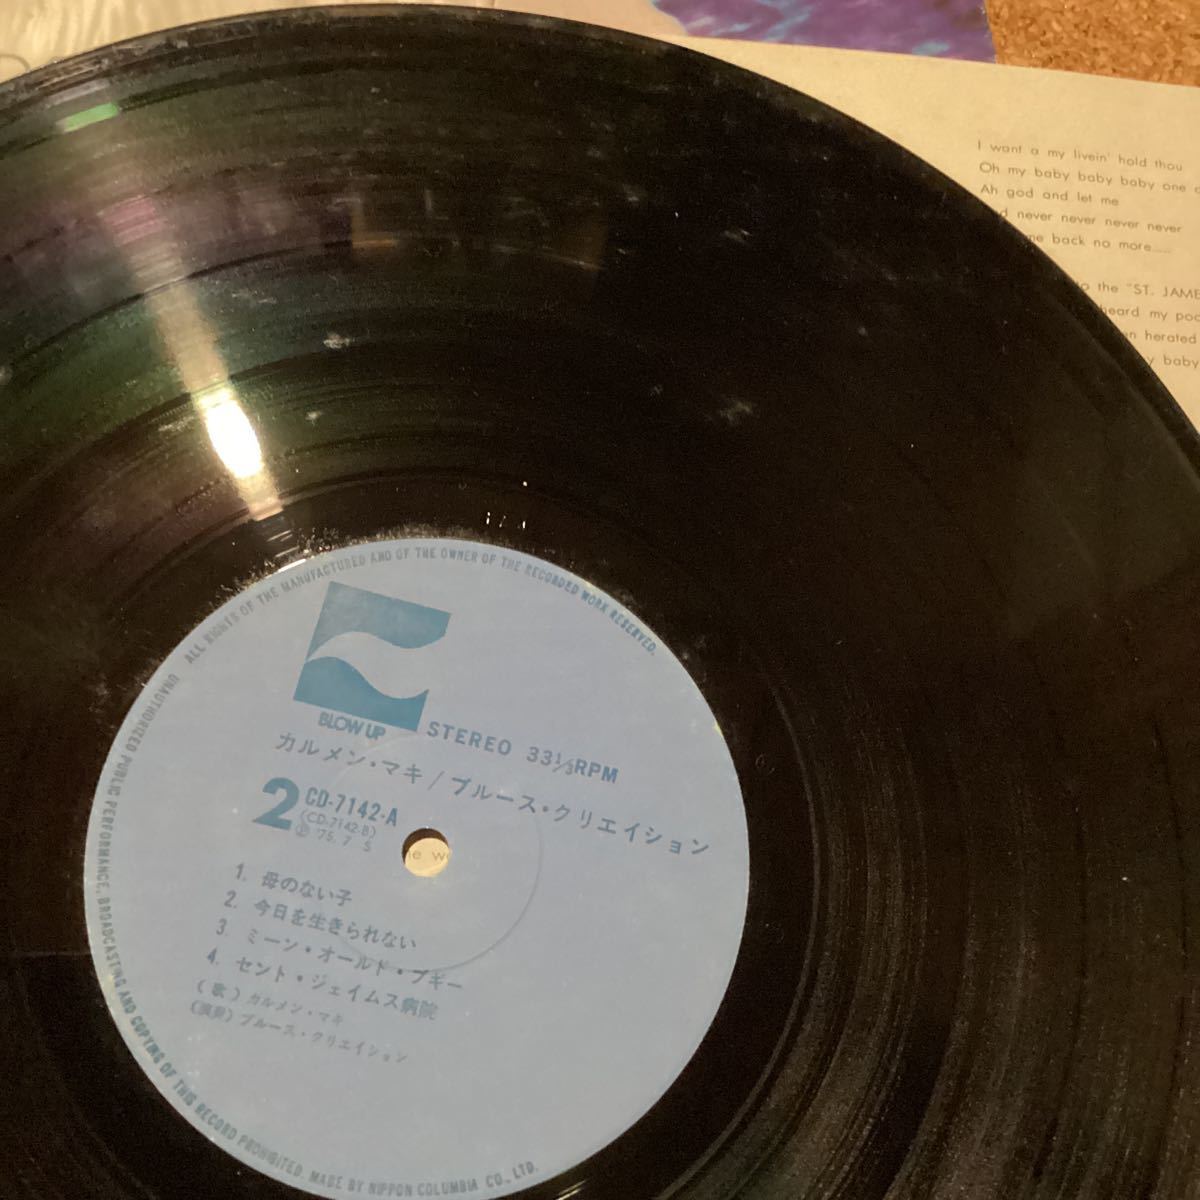 I want a my livein' hold thou
Oh my baby baby baby one
Ah god and let me
never never never never
back no more.....
the "ST. JAME
heard my poo
herated
baby
ALL RIGHTS OF THE MANUFACTURED AND OF THE OWNER OF THE RECORDED WORK RESERVED.
UNAUTHORIZED PUBLIC PERFORMANCE, BROADCASTING AND COPYING OF THIS RECORD PROHIBITED. MADE BY NIPPON COLUMBIA CO., LTD.
BLOW UP
STEREO 33⅓RPM
カルメン・マキ/ブルース・クリエイション
2
CD-7142-A
(CD-7142-B)
Ⓟ '75. 7 S
1. 母のない子
2. 今日を生きられない
3. ミーン・オールド・ブギー
4. セント・ジェイムス病院
(歌) カルメン・マキ
(演奏) ブルース・クリエイション